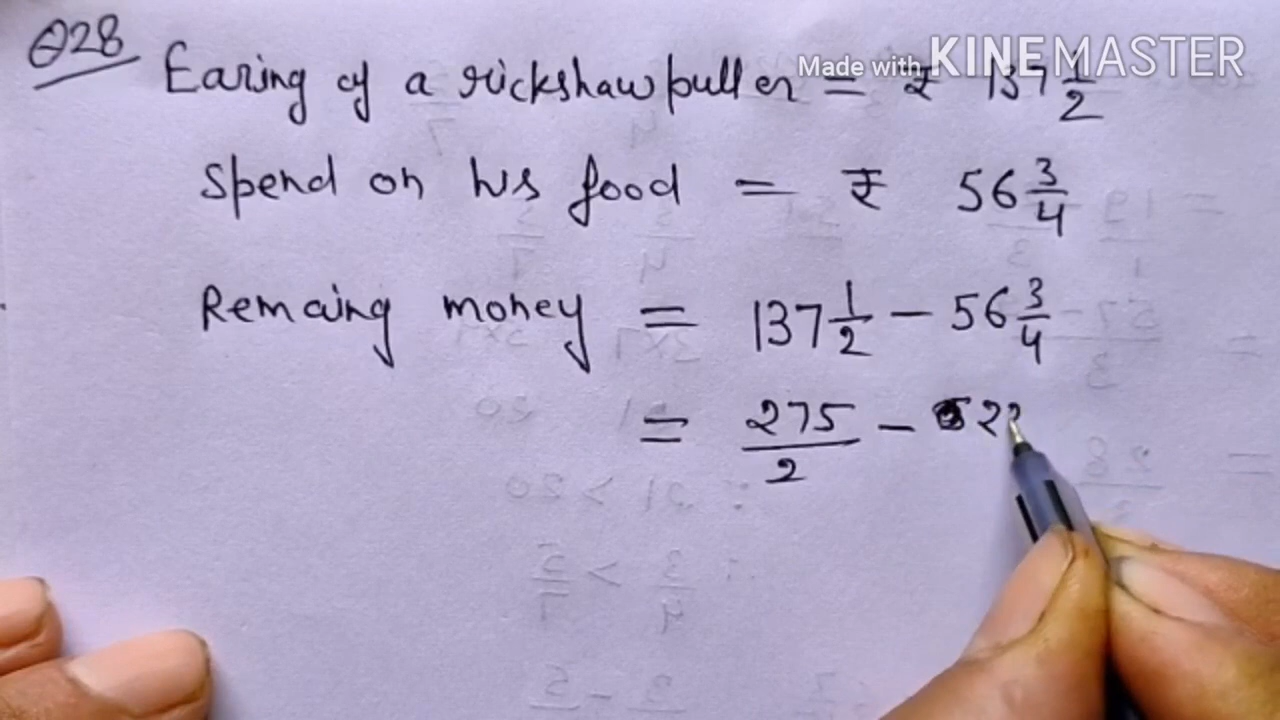 Q28
Made with KINEMASTER
Earing of a rickshaw puller = ₹ 137 1/2
Spend on his food = ₹ 56 3/4
Remaing money = 137 1/2 - 56 3/4
= 275/2 - 22